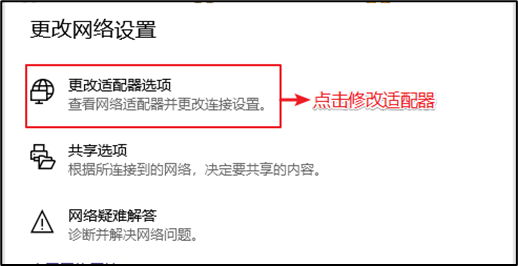 更改网络设置
更改适配器选项
查看网络适配器并更改连接设置。
点击修改适配器
共享选项
根据所连接到的网络，决定要共享的内容。
网络疑难解答
诊断并解决网络问题。